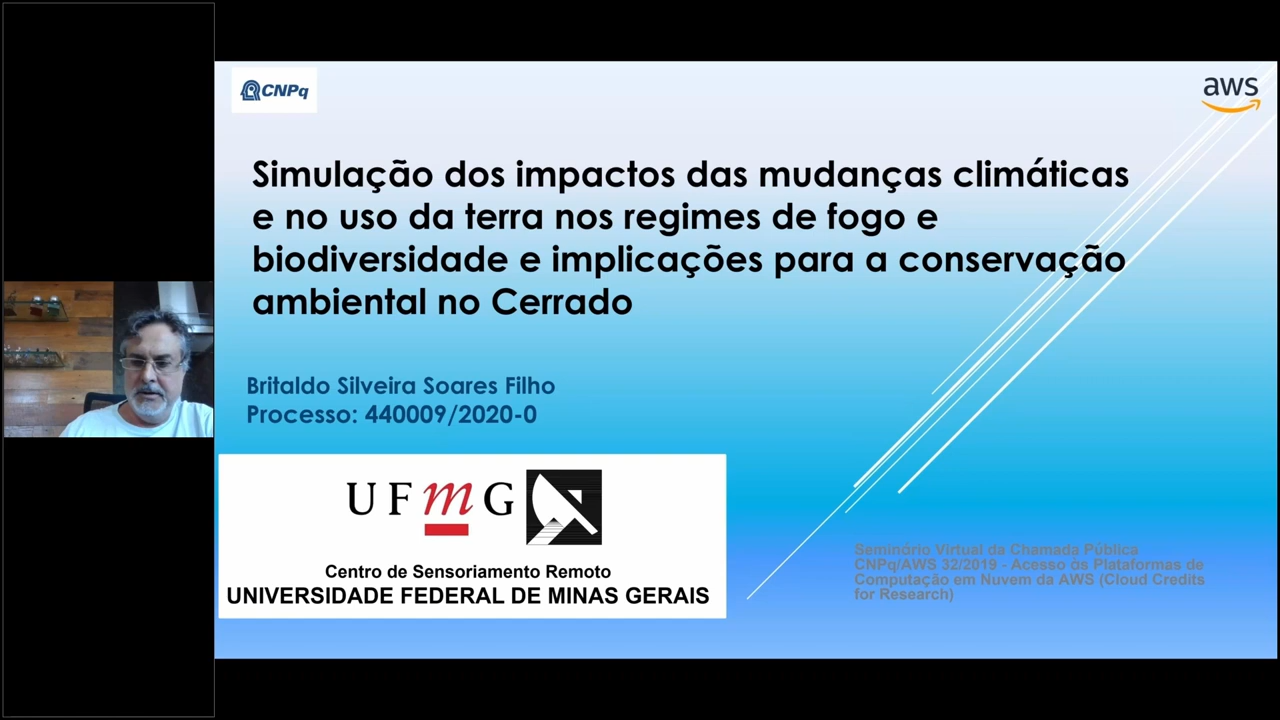 CNPq
aws
Simulação dos impactos das mudanças climáticas
e no uso da terra nos regimes de fogo e
biodiversidade e implicações para a conservação
ambiental no Cerrado
Britaldo Silveira Soares Filho
Processo: 440009/2020-0
UFmG
Centro de Sensoriamento Remoto
UNIVERSIDADE FEDERAL DE MINAS GERAIS
Seminário Virtual da Chamada Pública
CNPq/AWS 32/2019 - Acesso às Plataformas de
Computação em Nuvem da AWS (Cloud Credits
for Research)